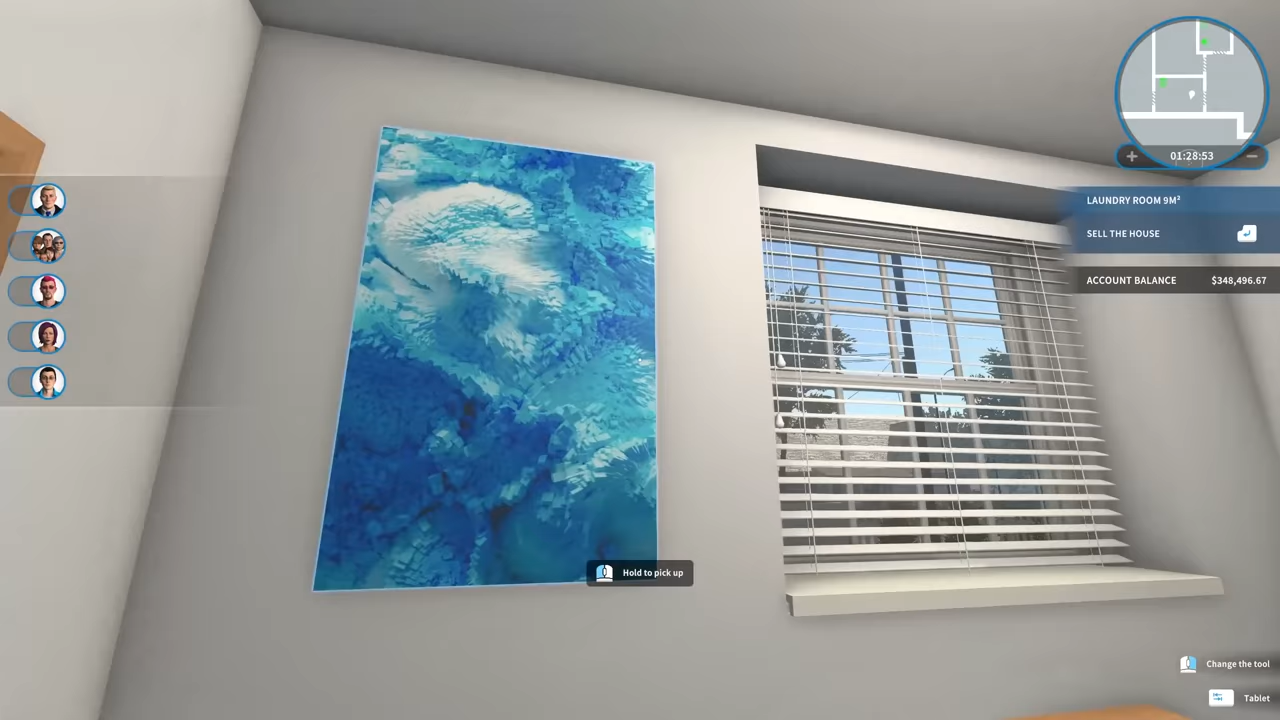 01:28:53
LAUNDRY ROOM 9M²
SELL THE HOUSE
ACCOUNT BALANCE $348,496.67
Hold to pick up
Change the tool
Tablet